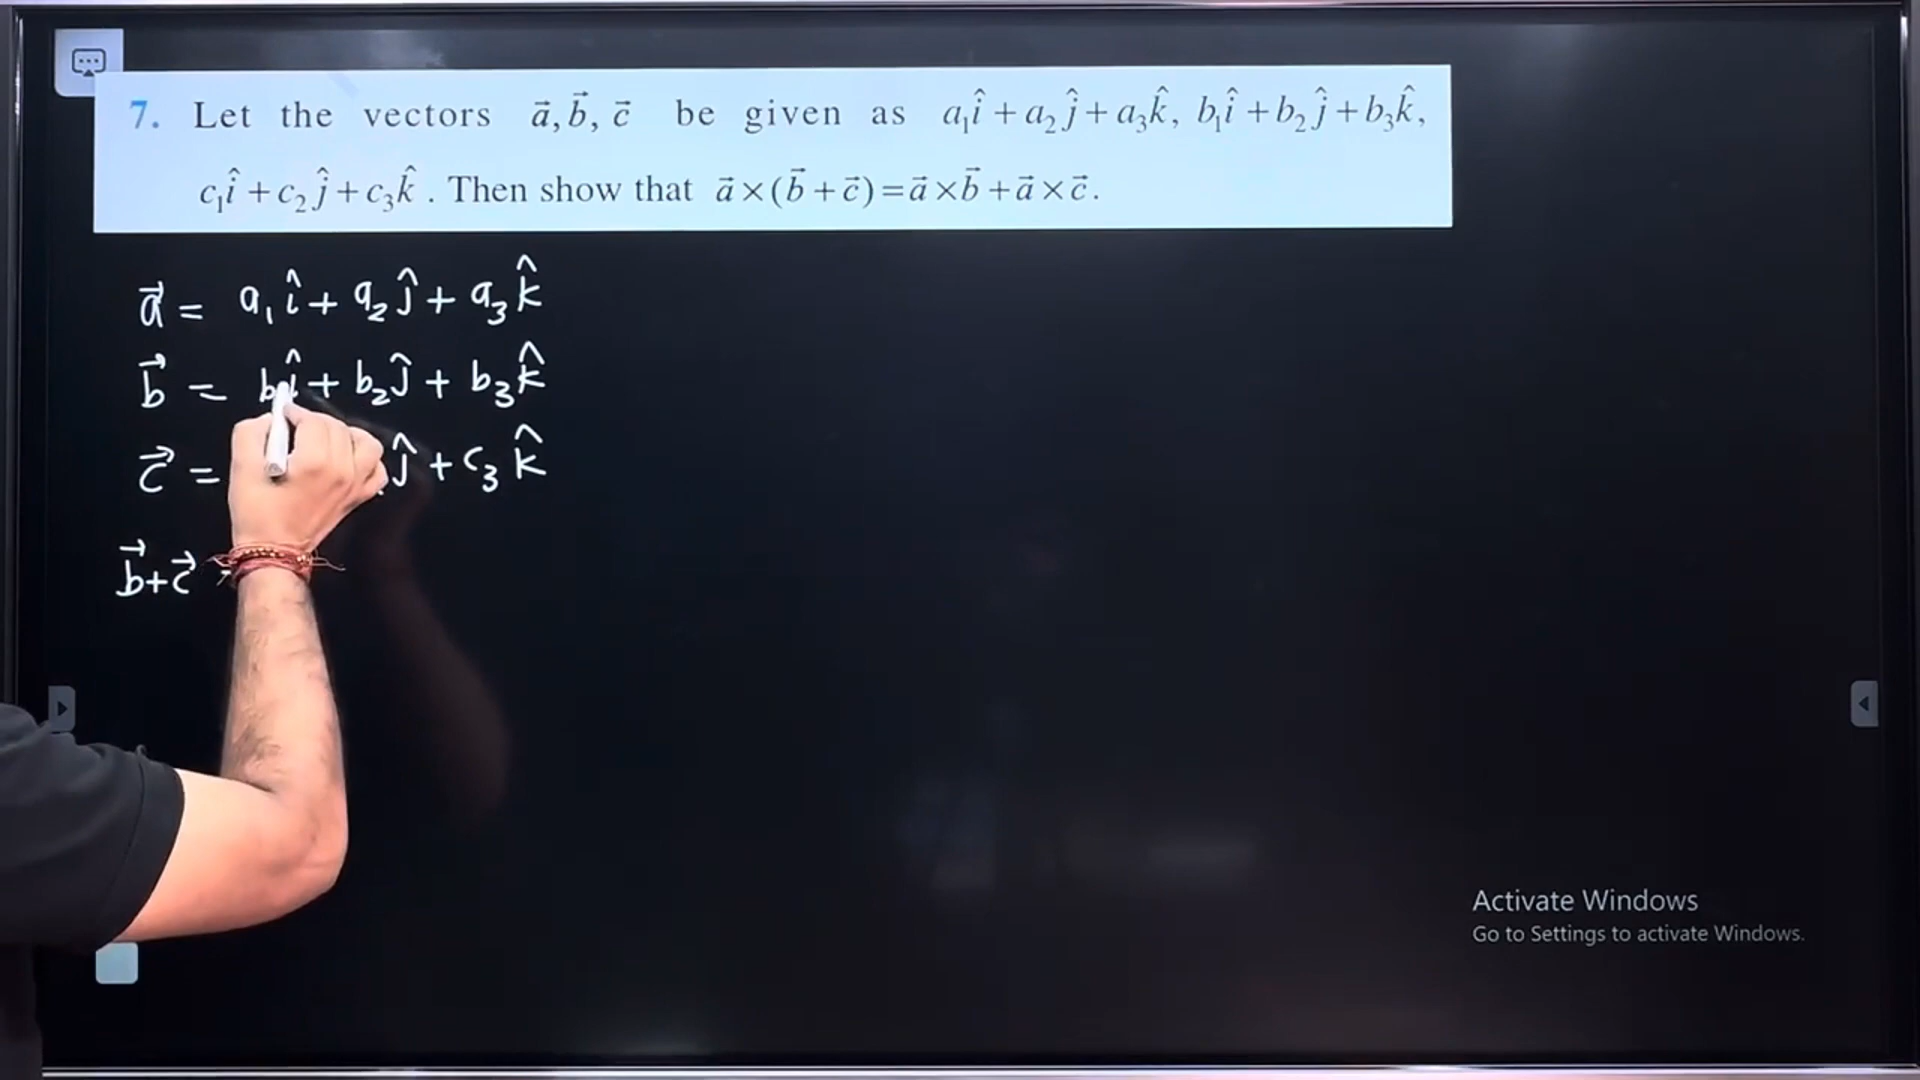 7. Let the vectors a⃗, b⃗, c⃗ be given as a₁î + a₂ĵ + a₃k̂, b₁î + b₂ĵ + b₃k̂,
c₁î + c₂ĵ + c₃k̂. Then show that a⃗ × (b⃗ + c⃗) = a⃗ × b⃗ + a⃗ × c⃗.
a⃗ = a₁î + a₂ĵ + a₃k̂
b⃗ = b î + b₂ĵ + b₃k̂
c⃗ = ĵ + c₃k̂
b⃗ + c⃗
Activate Windows
Go to Settings to activate Windows.